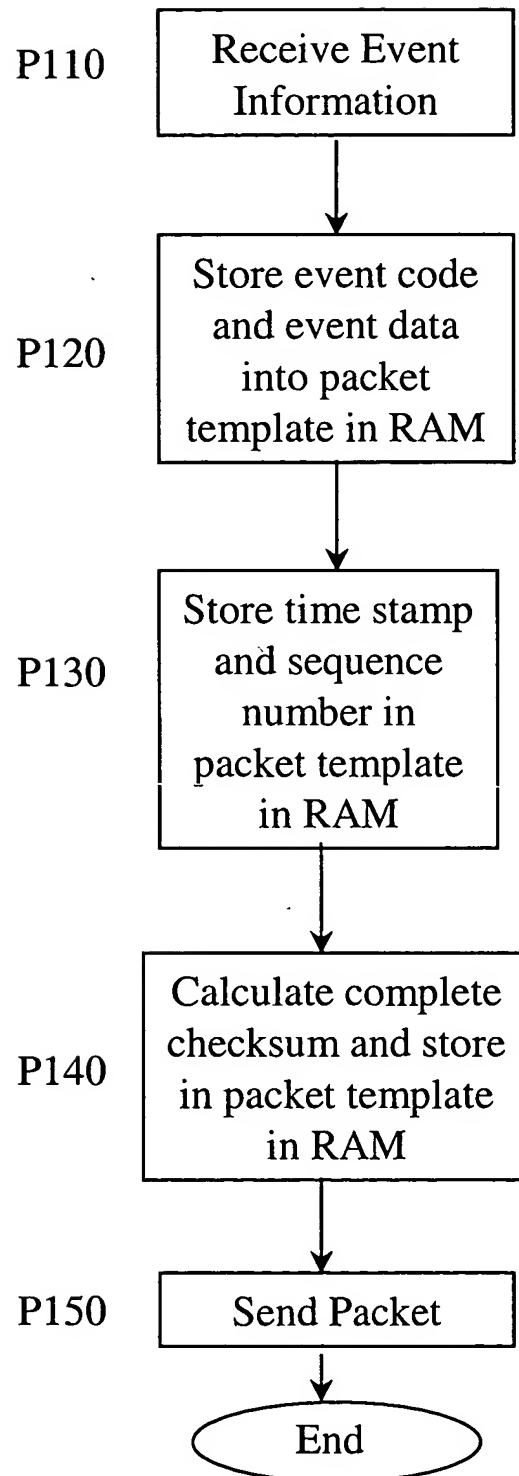 P110
Receive Event
Information
P120
Store event code
and event data
into packet
template in RAM
P130
Store time stamp
and sequence
number in
packet template
in RAM
P140
Calculate complete
checksum and store
in packet template
in RAM
P150
Send Packet
End